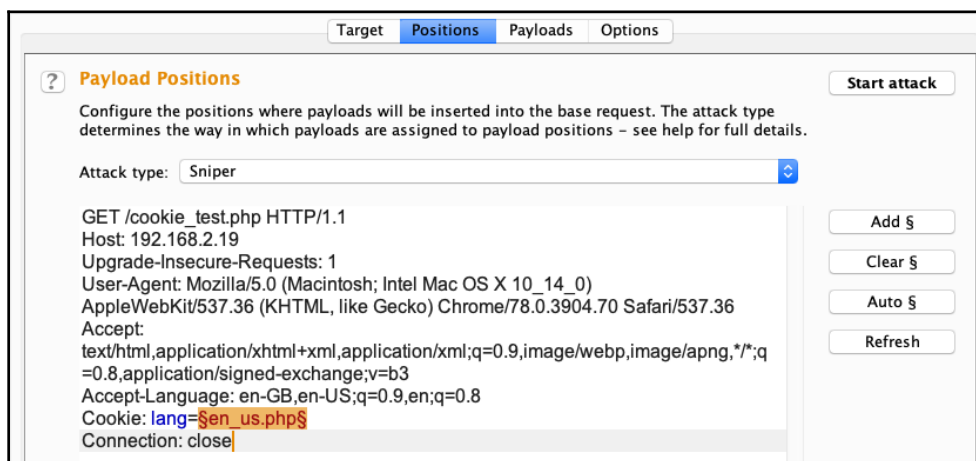 Target Positions Payloads Options
? Payload Positions
Start attack
Configure the positions where payloads will be inserted into the base request. The attack type
determines the way in which payloads are assigned to payload positions – see help for full details.
Attack type: Sniper
GET /cookie_test.php HTTP/1.1
Host: 192.168.2.19
Upgrade-Insecure-Requests: 1
User-Agent: Mozilla/5.0 (Macintosh; Intel Mac OS X 10_14_0)
AppleWebKit/537.36 (KHTML, like Gecko) Chrome/78.0.3904.70 Safari/537.36
Accept:
text/html,application/xhtml+xml,application/xml;q=0.9,image/webp,image/apng,*/*;q
=0.8,application/signed-exchange;v=b3
Accept-Language: en-GB,en-US;q=0.9,en;q=0.8
Cookie: lang=§en_us.php§
Connection: close
Add §
Clear §
Auto §
Refresh